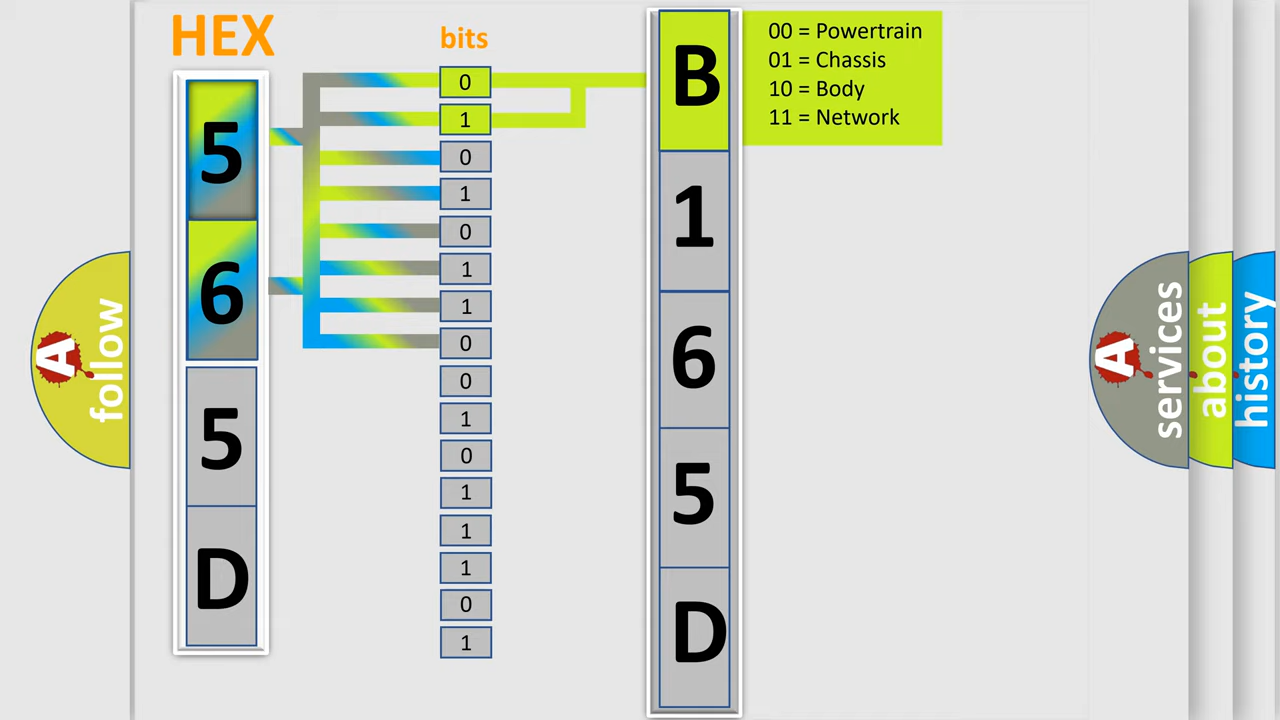 HEX
bits
5
6
5
D
0
1
0
1
0
1
1
0
0
1
0
1
1
1
0
1
B
1
6
5
D
00 = Powertrain
01 = Chassis
10 = Body
11 = Network
A
follow
A
services
about
history